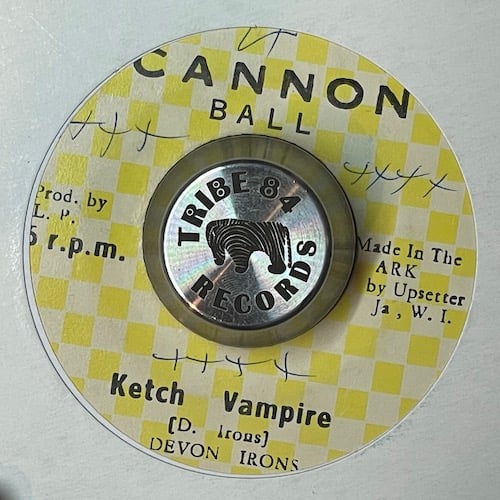 CANNON
BALL
Prod. by
L. P.
5 r.p.m.
TRIBE 84
RECORDS
Made In The
ARK
by Upsetter
Ja, W. I.
Ketch Vampire
[D. Irons]
DEVON IRONS